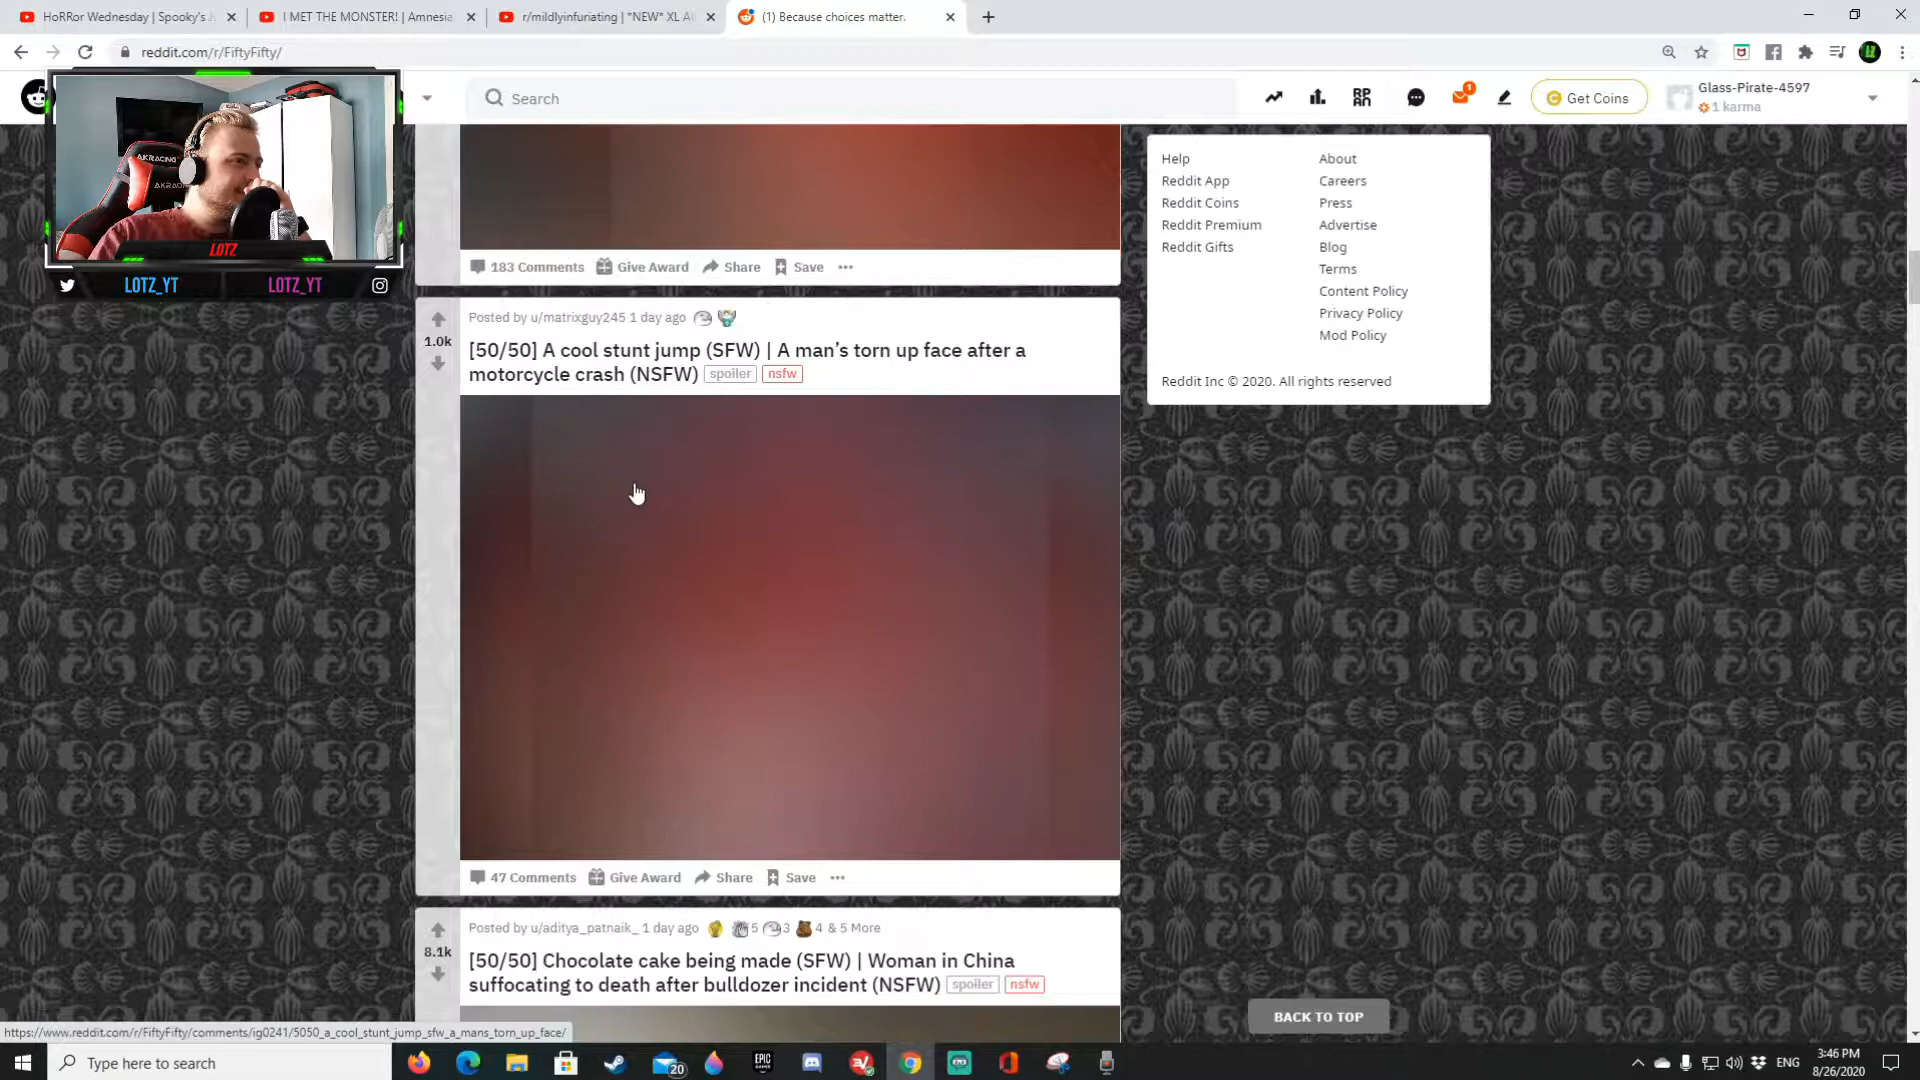 HoRRor Wednesday | Spooky's
I MET THE MONSTER! | Amnesia
r/mildlyinfuriating | *NEW* XL
(1) Because choices matter.
reddit.com/r/FiftyFifty/
Search
RPAN
1
Get Coins
Glass-Pirate-4597
1 karma
AKRACING
LOTZ
LOTZ_YT
LOTZ_YT
183 Comments Give Award Share Save
Posted by u/matrixguy245 1 day ago
1.0k
[50/50] A cool stunt jump (SFW) | A man's torn up face after a
motorcycle crash (NSFW) spoiler nsfw
47 Comments Give Award Share Save
Posted by u/aditya_patnaik_ 1 day ago 5 3 4 & 5 More
8.1k
[50/50] Chocolate cake being made (SFW) | Woman in China
suffocating to death after bulldozer incident (NSFW) spoiler nsfw
Help About
Reddit App Careers
Reddit Coins Press
Reddit Premium Advertise
Reddit Gifts Blog
Terms
Content Policy
Privacy Policy
Mod Policy
Reddit Inc © 2020. All rights reserved
BACK TO TOP
https://www.reddit.com/r/FiftyFifty/comments/ig0241/5050_a_cool_stunt_jump_sfw_a_mans_torn_up_face/
Type here to search
20
EPIC GAMES
ENG
3:46 PM
8/26/2020